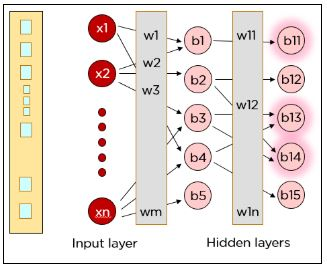 x1
x2
xn
w1
w2
w3
wm
b1
b2
b3
b4
b5
w11
w12
w1n
b11
b12
b13
b14
b15
Input layer
Hidden layers